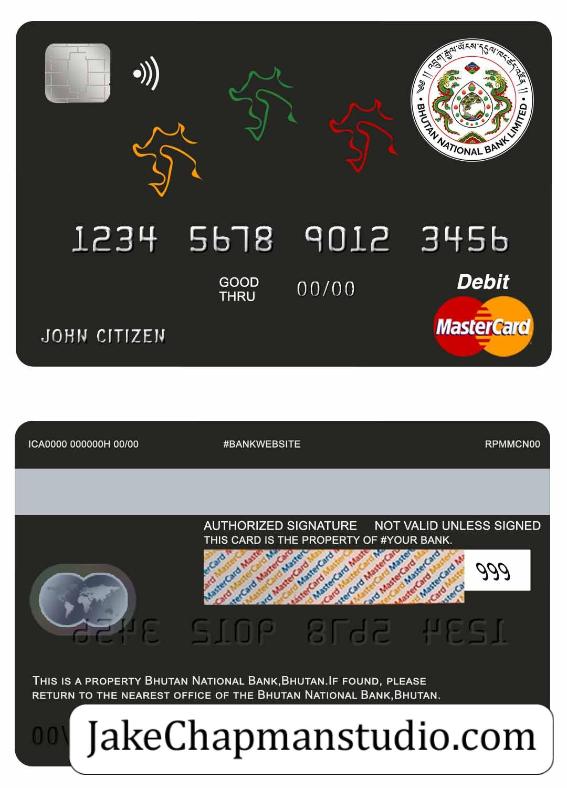 BHUTAN NATIONAL BANK LIMITED
1234 5678 9012 3456
GOOD THRU 00/00
Debit
MasterCard
JOHN CITIZEN
ICA0000 000000H 00/00 #BANKWEBSITE RPMMCN00
AUTHORIZED SIGNATURE NOT VALID UNLESS SIGNED
THIS CARD IS THE PROPERTY OF #YOUR BANK.
MasterCard MasterCard MasterCard
999
THIS IS A PROPERTY BHUTAN NATIONAL BANK,BHUTAN.IF FOUND, PLEASE
RETURN TO THE NEAREST OFFICE OF THE BHUTAN NATIONAL BANK,BHUTAN.
JakeChapmanstudio.com